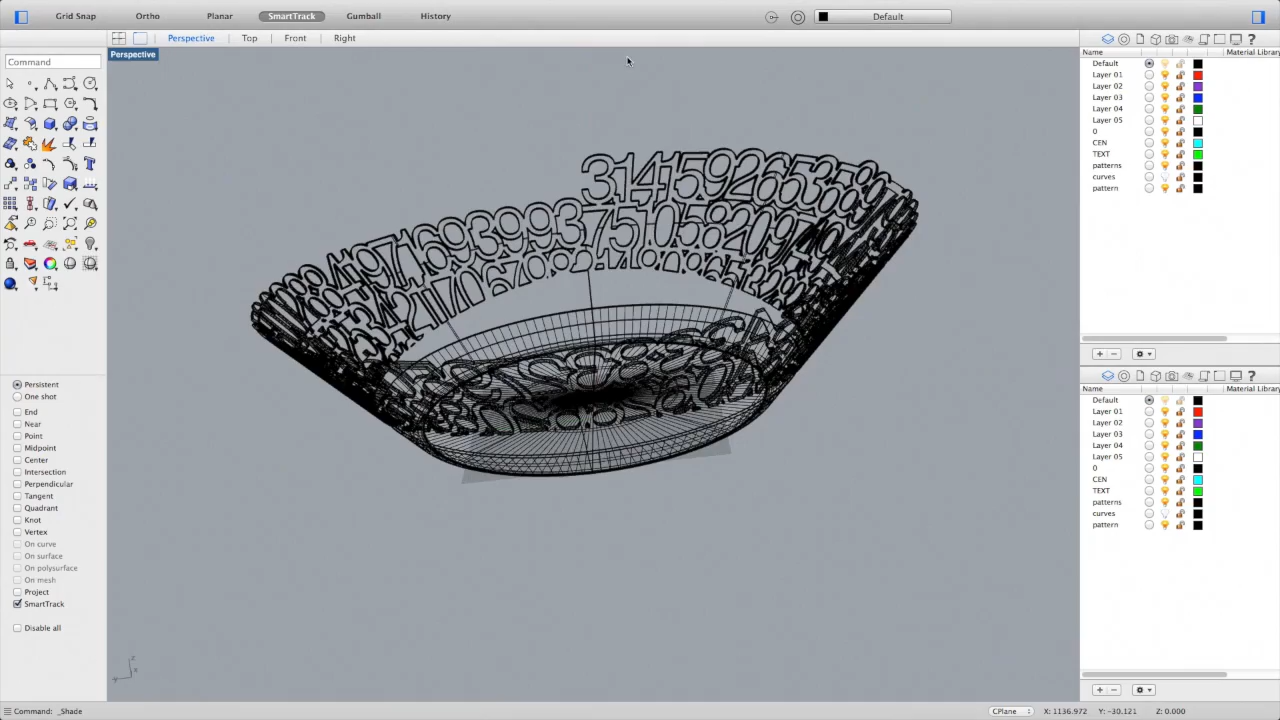 Grid Snap Ortho Planar SmartTrack Gumball History Default
Perspective Top Front Right
Perspective
Command
Persistent
One shot
End
Near
Point
Midpoint
Center
Intersection
Perpendicular
Tangent
Quadrant
Knot
Vertex
On curve
On surface
On polysurface
On mesh
Project
SmartTrack
Disable all
3141592653589
71693993751058209
Name Material Library
Default
Layer 01
Layer 02
Layer 03
Layer 04
Layer 05
0
CEN
TEXT
patterns
curves
pattern
Name Material Library
Default
Layer 01
Layer 02
Layer 03
Layer 04
Layer 05
0
CEN
TEXT
patterns
curves
pattern
Command: _Shade CPlane X: 1136.972 Y: -30.121 Z: 0.000